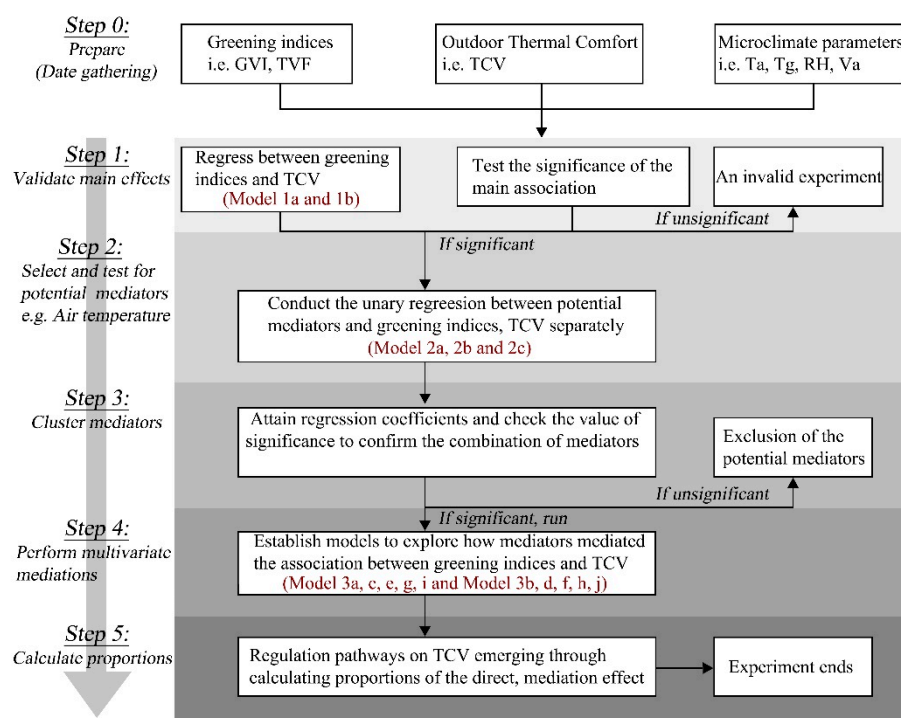 Step 0:
Prepare
(Date gathering)
Greening indices
i.e. GVI, TVF
Outdoor Thermal Comfort
i.e. TCV
Microclimate parameters
i.e. Ta, Tg, RH, Va
Step 1:
Validate main effects
Regress between greening
indices and TCV
(Model 1a and 1b)
Test the significance of the
main association
An invalid experiment
If unsignificant
If significant
Step 2:
Select and test for
potential mediators
e.g. Air temperature
Conduct the unary regreesion between potential
mediators and greening indices, TCV separately
(Model 2a, 2b and 2c)
Step 3:
Cluster mediators
Attain regression coefficients and check the value of
significance to confirm the combination of mediators
Exclusion of the
potential mediators
If unsignificant
If significant, run
Step 4:
Perform multivariate
mediations
Establish models to explore how mediators mediated
the association between greening indices and TCV
(Model 3a, c, e, g, i and Model 3b, d, f, h, j)
Step 5:
Calculate proportions
Regulation pathways on TCV emerging through
calculating proportions of the direct, mediation effect
Experiment ends